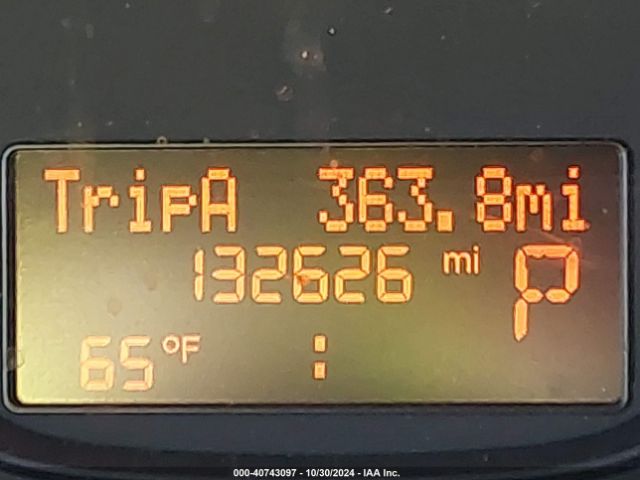 TripA 363.8mi
132626 mi P
65°F :
000-40743097 - 10/30/2024 - IAA Inc.